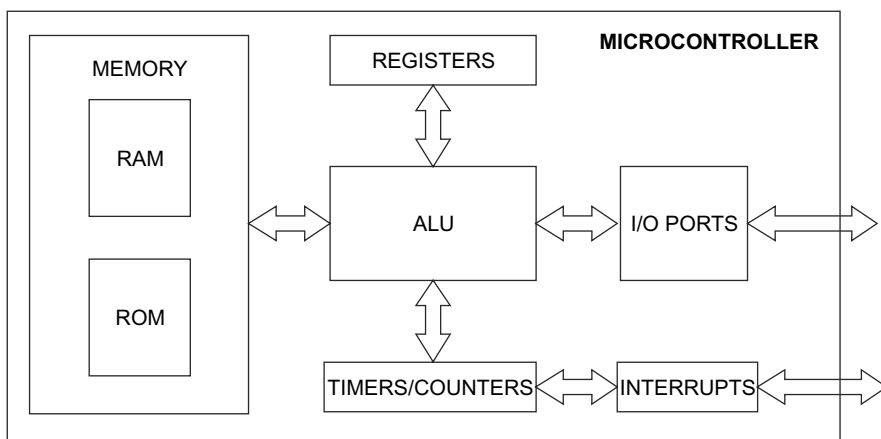 MICROCONTROLLER
MEMORY
RAM
ROM
REGISTERS
ALU
I/O PORTS
TIMERS/COUNTERS
INTERRUPTS